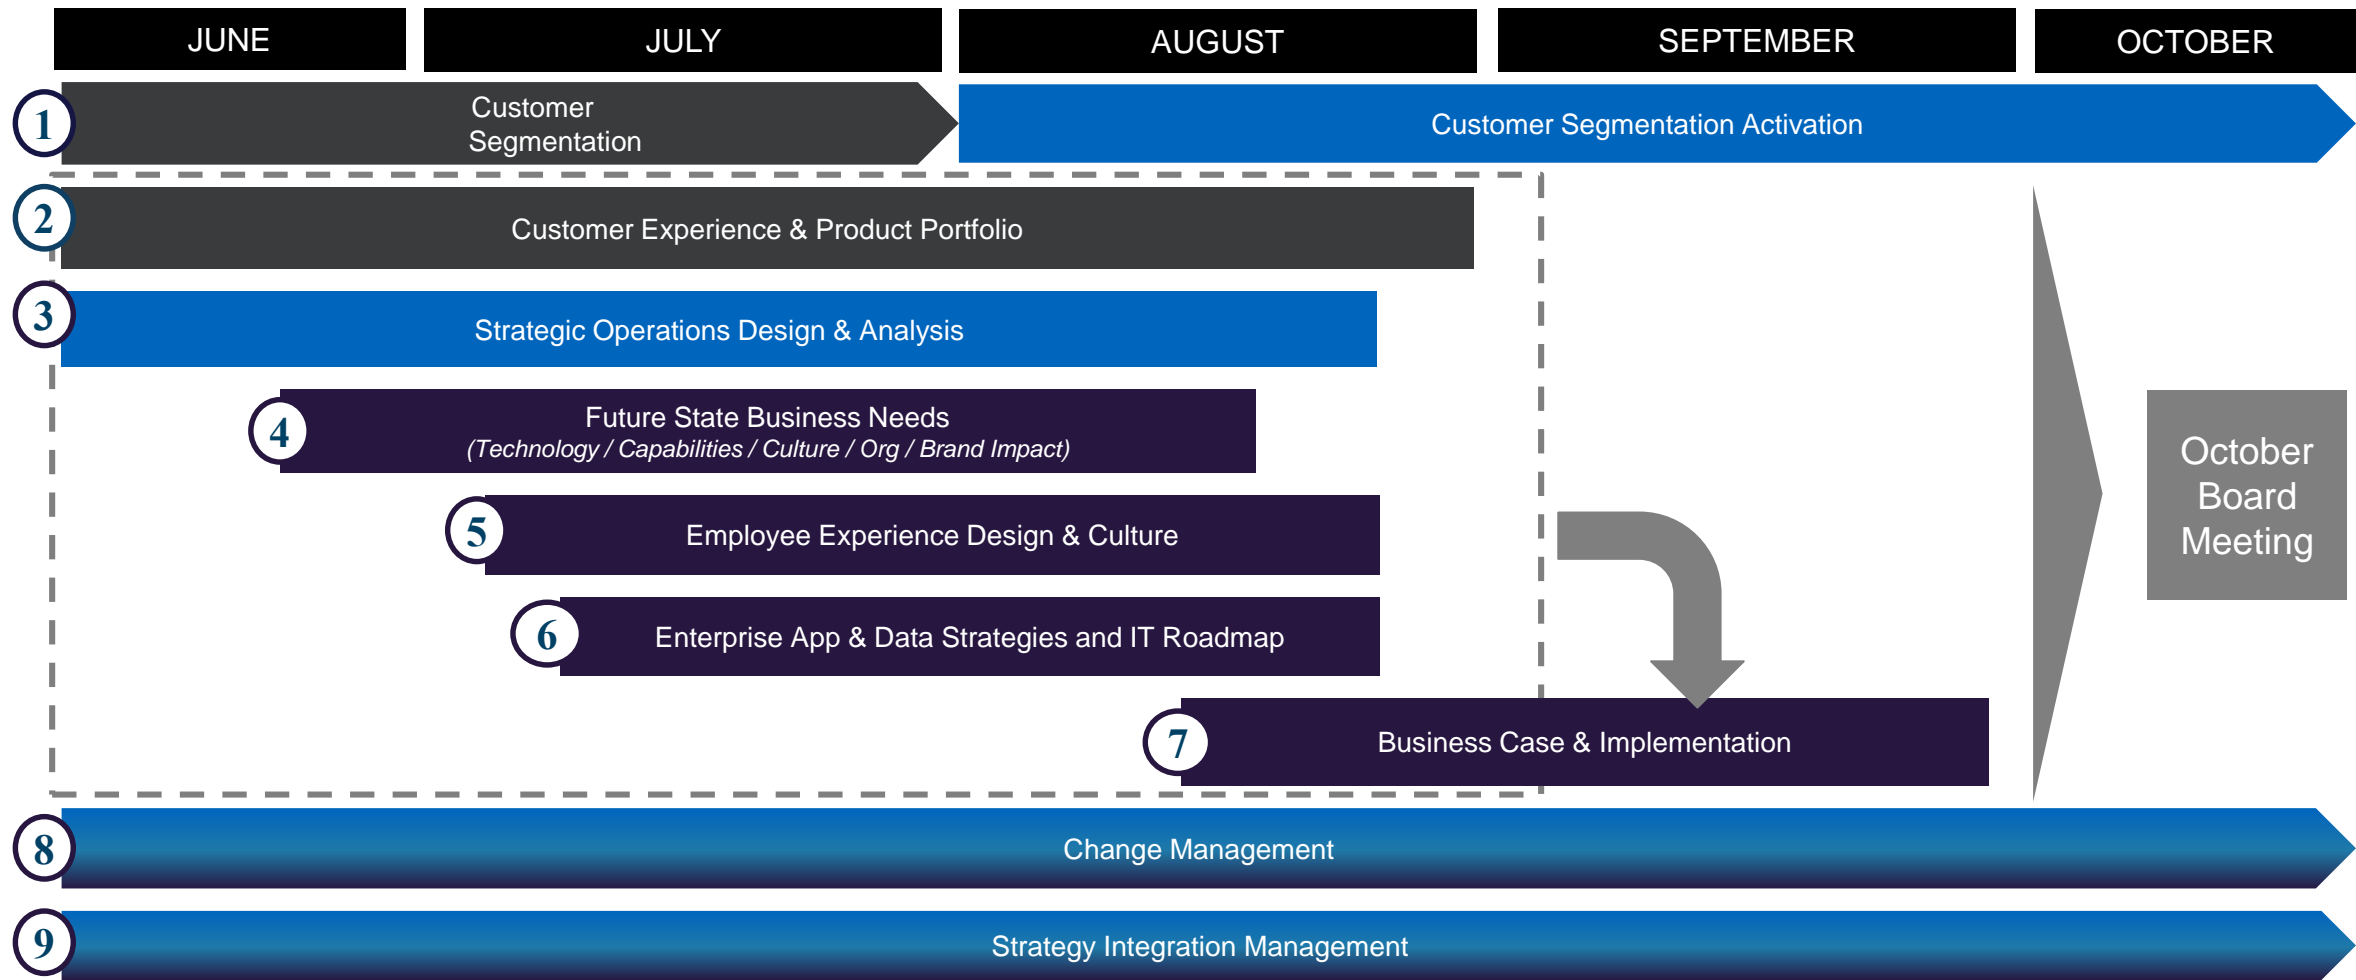 JUNE
JULY
AUGUST
SEPTEMBER
OCTOBER
1
Customer
Segmentation
Customer Segmentation Activation
2
Customer Experience & Product Portfolio
3
Strategic Operations Design & Analysis
4
Future State Business Needs
(Technology / Capabilities / Culture / Org / Brand Impact)
5
Employee Experience Design & Culture
6
Enterprise App & Data Strategies and IT Roadmap
7
Business Case & Implementation
October
Board
Meeting
8
Change Management
9
Strategy Integration Management